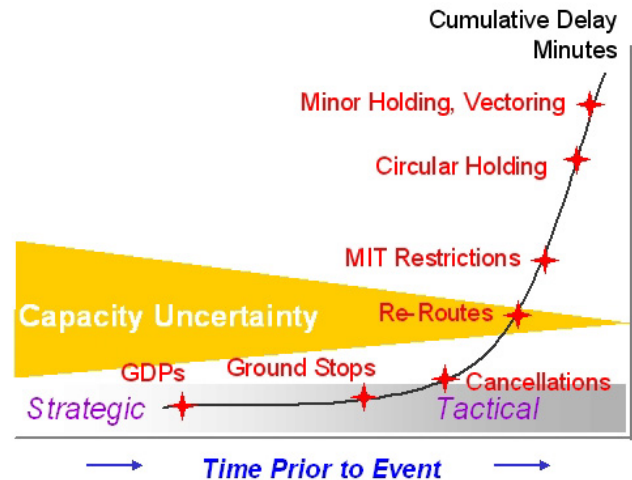 Cumulative Delay
Minutes
Minor Holding, Vectoring
Circular Holding
MIT Restrictions
Capacity Uncertainty
Re-Routes
GDPs
Ground Stops
Cancellations
Strategic
Tactical
Time Prior to Event